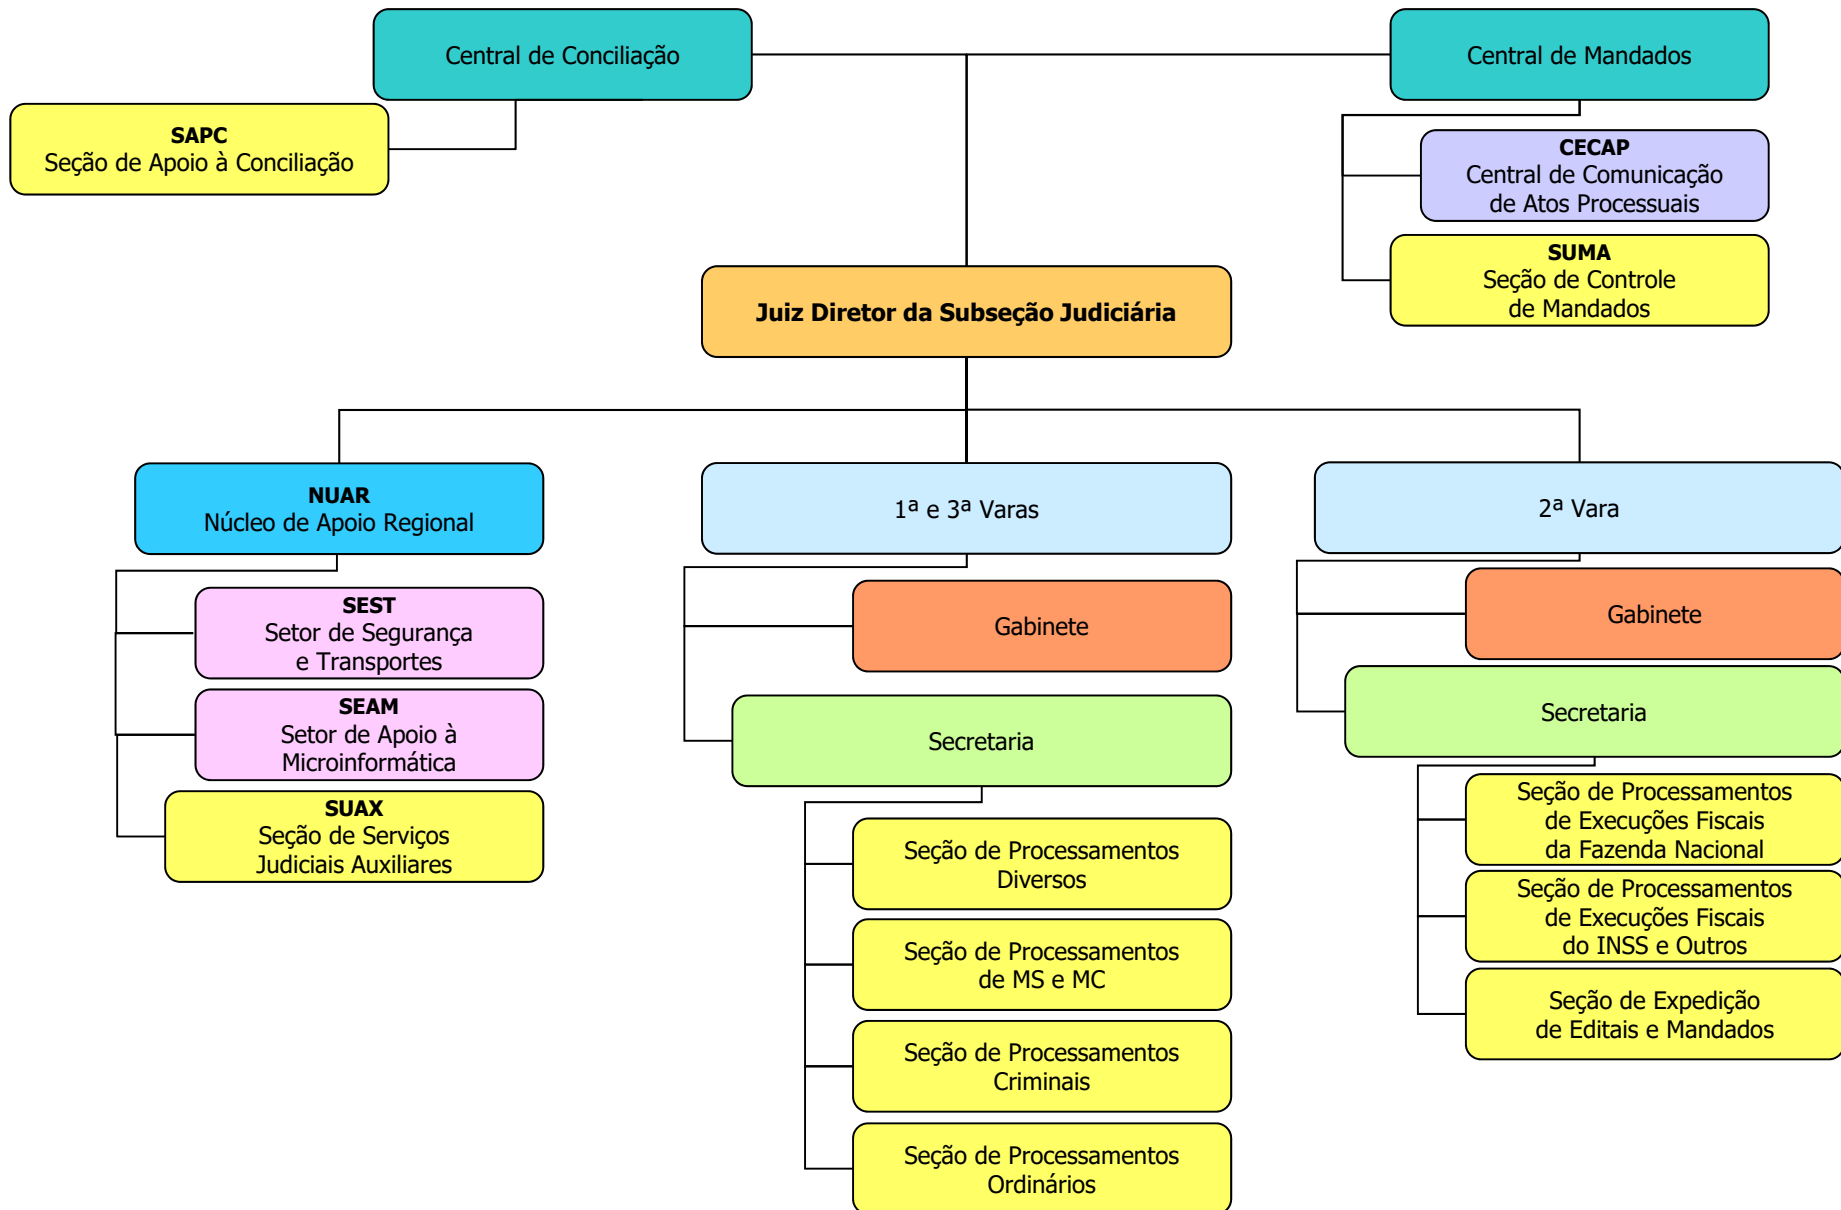 Central de Conciliação
Central de Mandados
SAPC
Seção de Apoio à Conciliação
CECAP
Central de Comunicação
de Atos Processuais
SUMA
Seção de Controle
de Mandados
Juiz Diretor da Subseção Judiciária
NUAR
Núcleo de Apoio Regional
SEST
Setor de Segurança
e Transportes
SEAM
Setor de Apoio à
Microinformática
SUAX
Seção de Serviços
Judiciais Auxiliares
1ª e 3ª Varas
Gabinete
Secretaria
Seção de Processamentos
Diversos
Seção de Processamentos
de MS e MC
Seção de Processamentos
Criminais
Seção de Processamentos
Ordinários
2ª Vara
Gabinete
Secretaria
Seção de Processamentos
de Execuções Fiscais
da Fazenda Nacional
Seção de Processamentos
de Execuções Fiscais
do INSS e Outros
Seção de Expedição
de Editais e Mandados